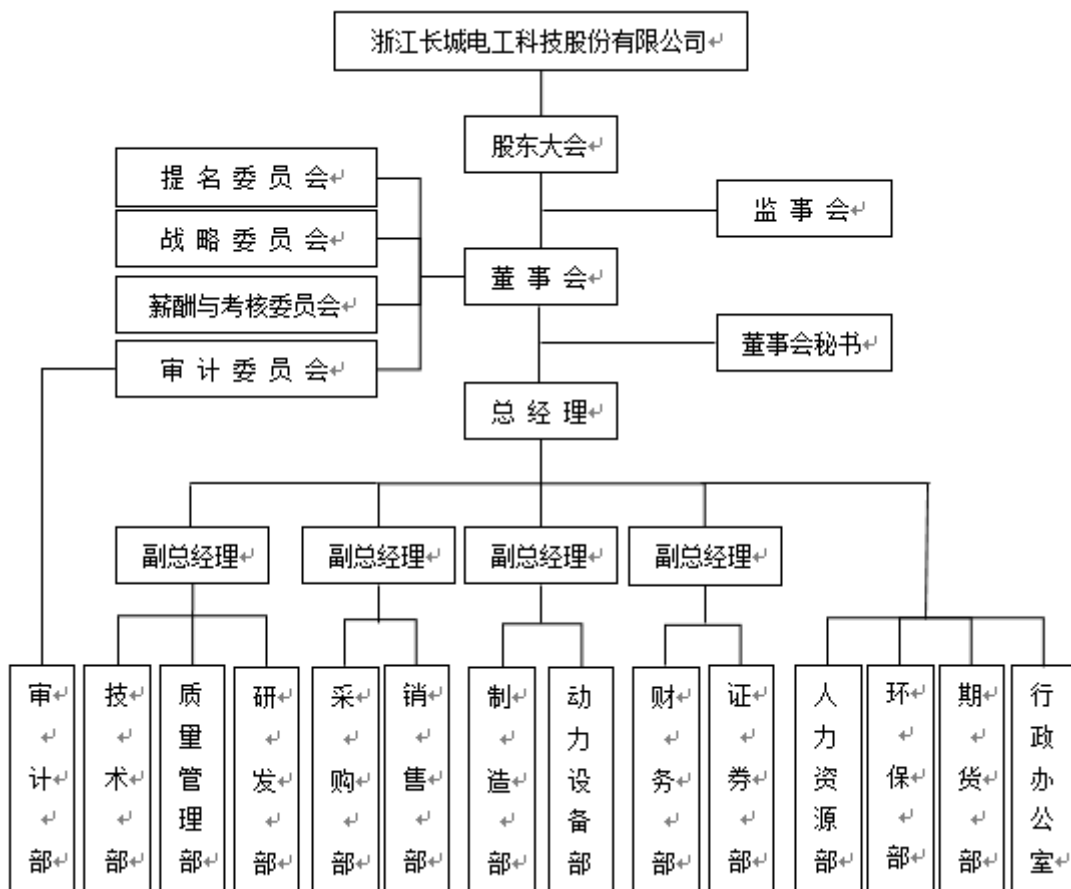 浙江长城电工科技股份有限公司
股东大会
提名委员会
监事会
战略委员会
董事会
薪酬与考核委员会
董事会秘书
审计委员会
总经理
副总经理
副总经理
副总经理
副总经理
审计部
技术部
质量管理部
研发部
采购部
销售部
制造部
动力设备部
财务部
证券部
人力资源部
环保部
期货部
行政办公室